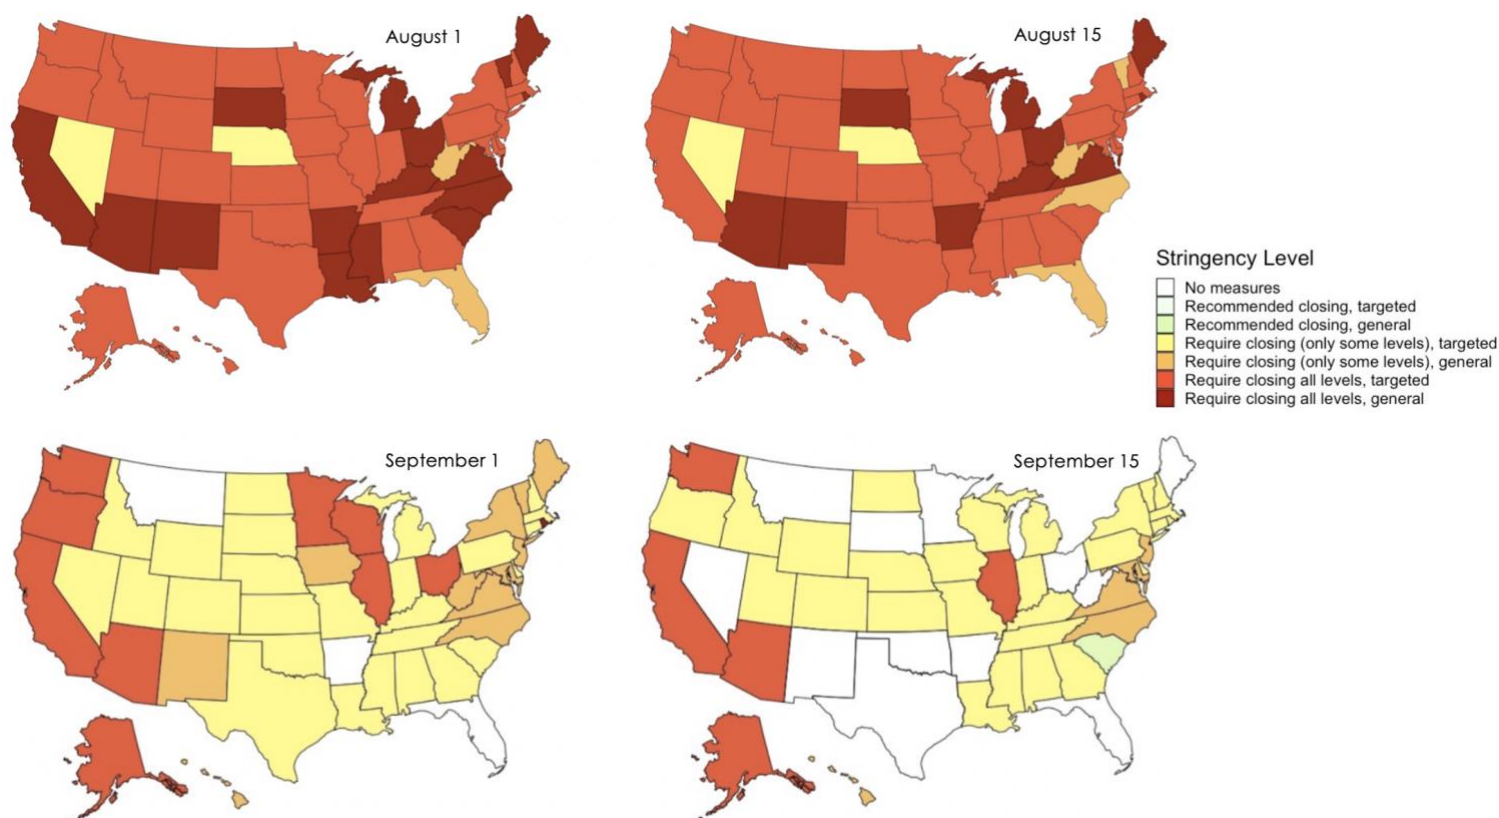 August 1
August 15
Stringency Level
No measures
Recommended closing, targeted
Recommended closing, general
Require closing (only some levels), targeted
Require closing (only some levels), general
Require closing all levels, targeted
Require closing all levels, general
September 1
September 15